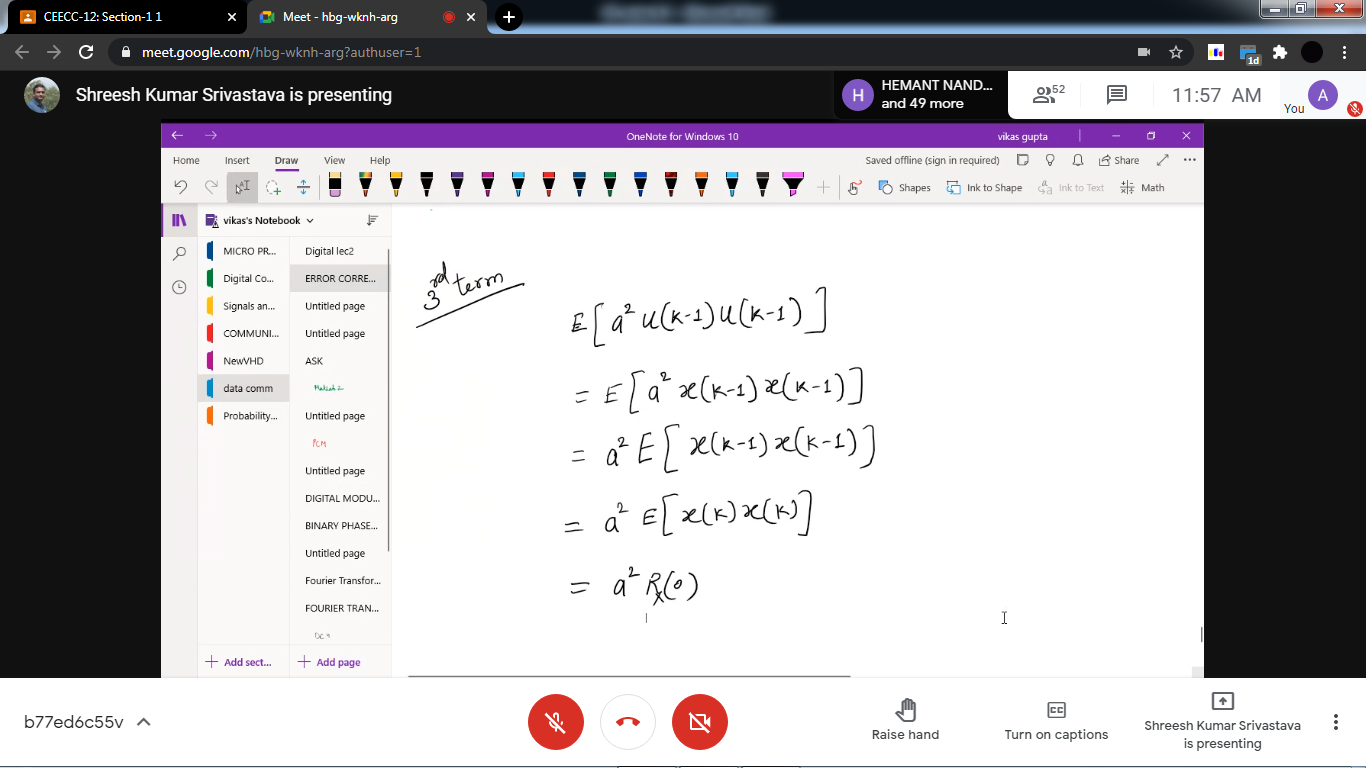 CEECC-12: Section-1 1
Meet - hbg-wknh-arg
meet.google.com/hbg-wknh-arg?authuser=1
1d
Shreesh Kumar Srivastava is presenting
H
HEMANT NAND...
and 49 more
52
11:57 AM
You
A
OneNote for Windows 10
vikas gupta
Home Insert Draw View Help
Saved offline (sign in required)
Share
Shapes
Ink to Shape
Ink to Text
Math
vikas's Notebook
MICRO PR...
Digital Co...
Signals an...
COMMUNI...
NewVHD
data comm
Probability...
Add sect...
Digital lec2
ERROR CORRE...
Untitled page
Untitled page
ASK
Untitled page
PCM
Untitled page
DIGITAL MODU...
BINARY PHASE...
Untitled page
Fourier Transfor...
FOURIER TRAN...
Add page
3rd term
E[a² u(k-1) u(k-1)]
= E[a² x(k-1) x(k-1)]
= a² E[x(k-1) x(k-1)]
= a² E[x(k) x(k)]
= a² Rx(0)
b77ed6c55v
Raise hand
Turn on captions
Shreesh Kumar Srivastava
is presenting